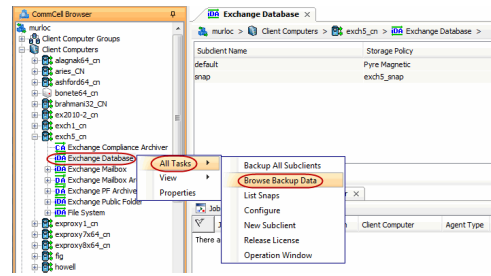 CommCell Browser
murloc
Client Computer Groups
Client Computers
alagnak64_cn
aries_CN
ashford64_cn
bonete64_cn
brahmani32_CN
ex2010-2_cn
exch1_cn
exch5_cn
Exchange Compliance Archiver
Exchange Database
Exchange Mailbox
Exchange Mailbox Ar
Exchange PF Archive
Exchange Public Folder
File System
exproxy1_cn
exproxy7x64_cn
exproxy8x64_cn
fig
howell
Exchange Database
murloc > Client Computers > exch5_cn > Exchange Database >
Subclient Name Storage Policy
default Pyre Magnetic
snap exch5_snap
All Tasks
View
Properties
Backup All Subclients
Browse Backup Data
List Snaps
Configure
New Subclient
Release License
Operation Window
Job
Client Computer Agent Type
There a